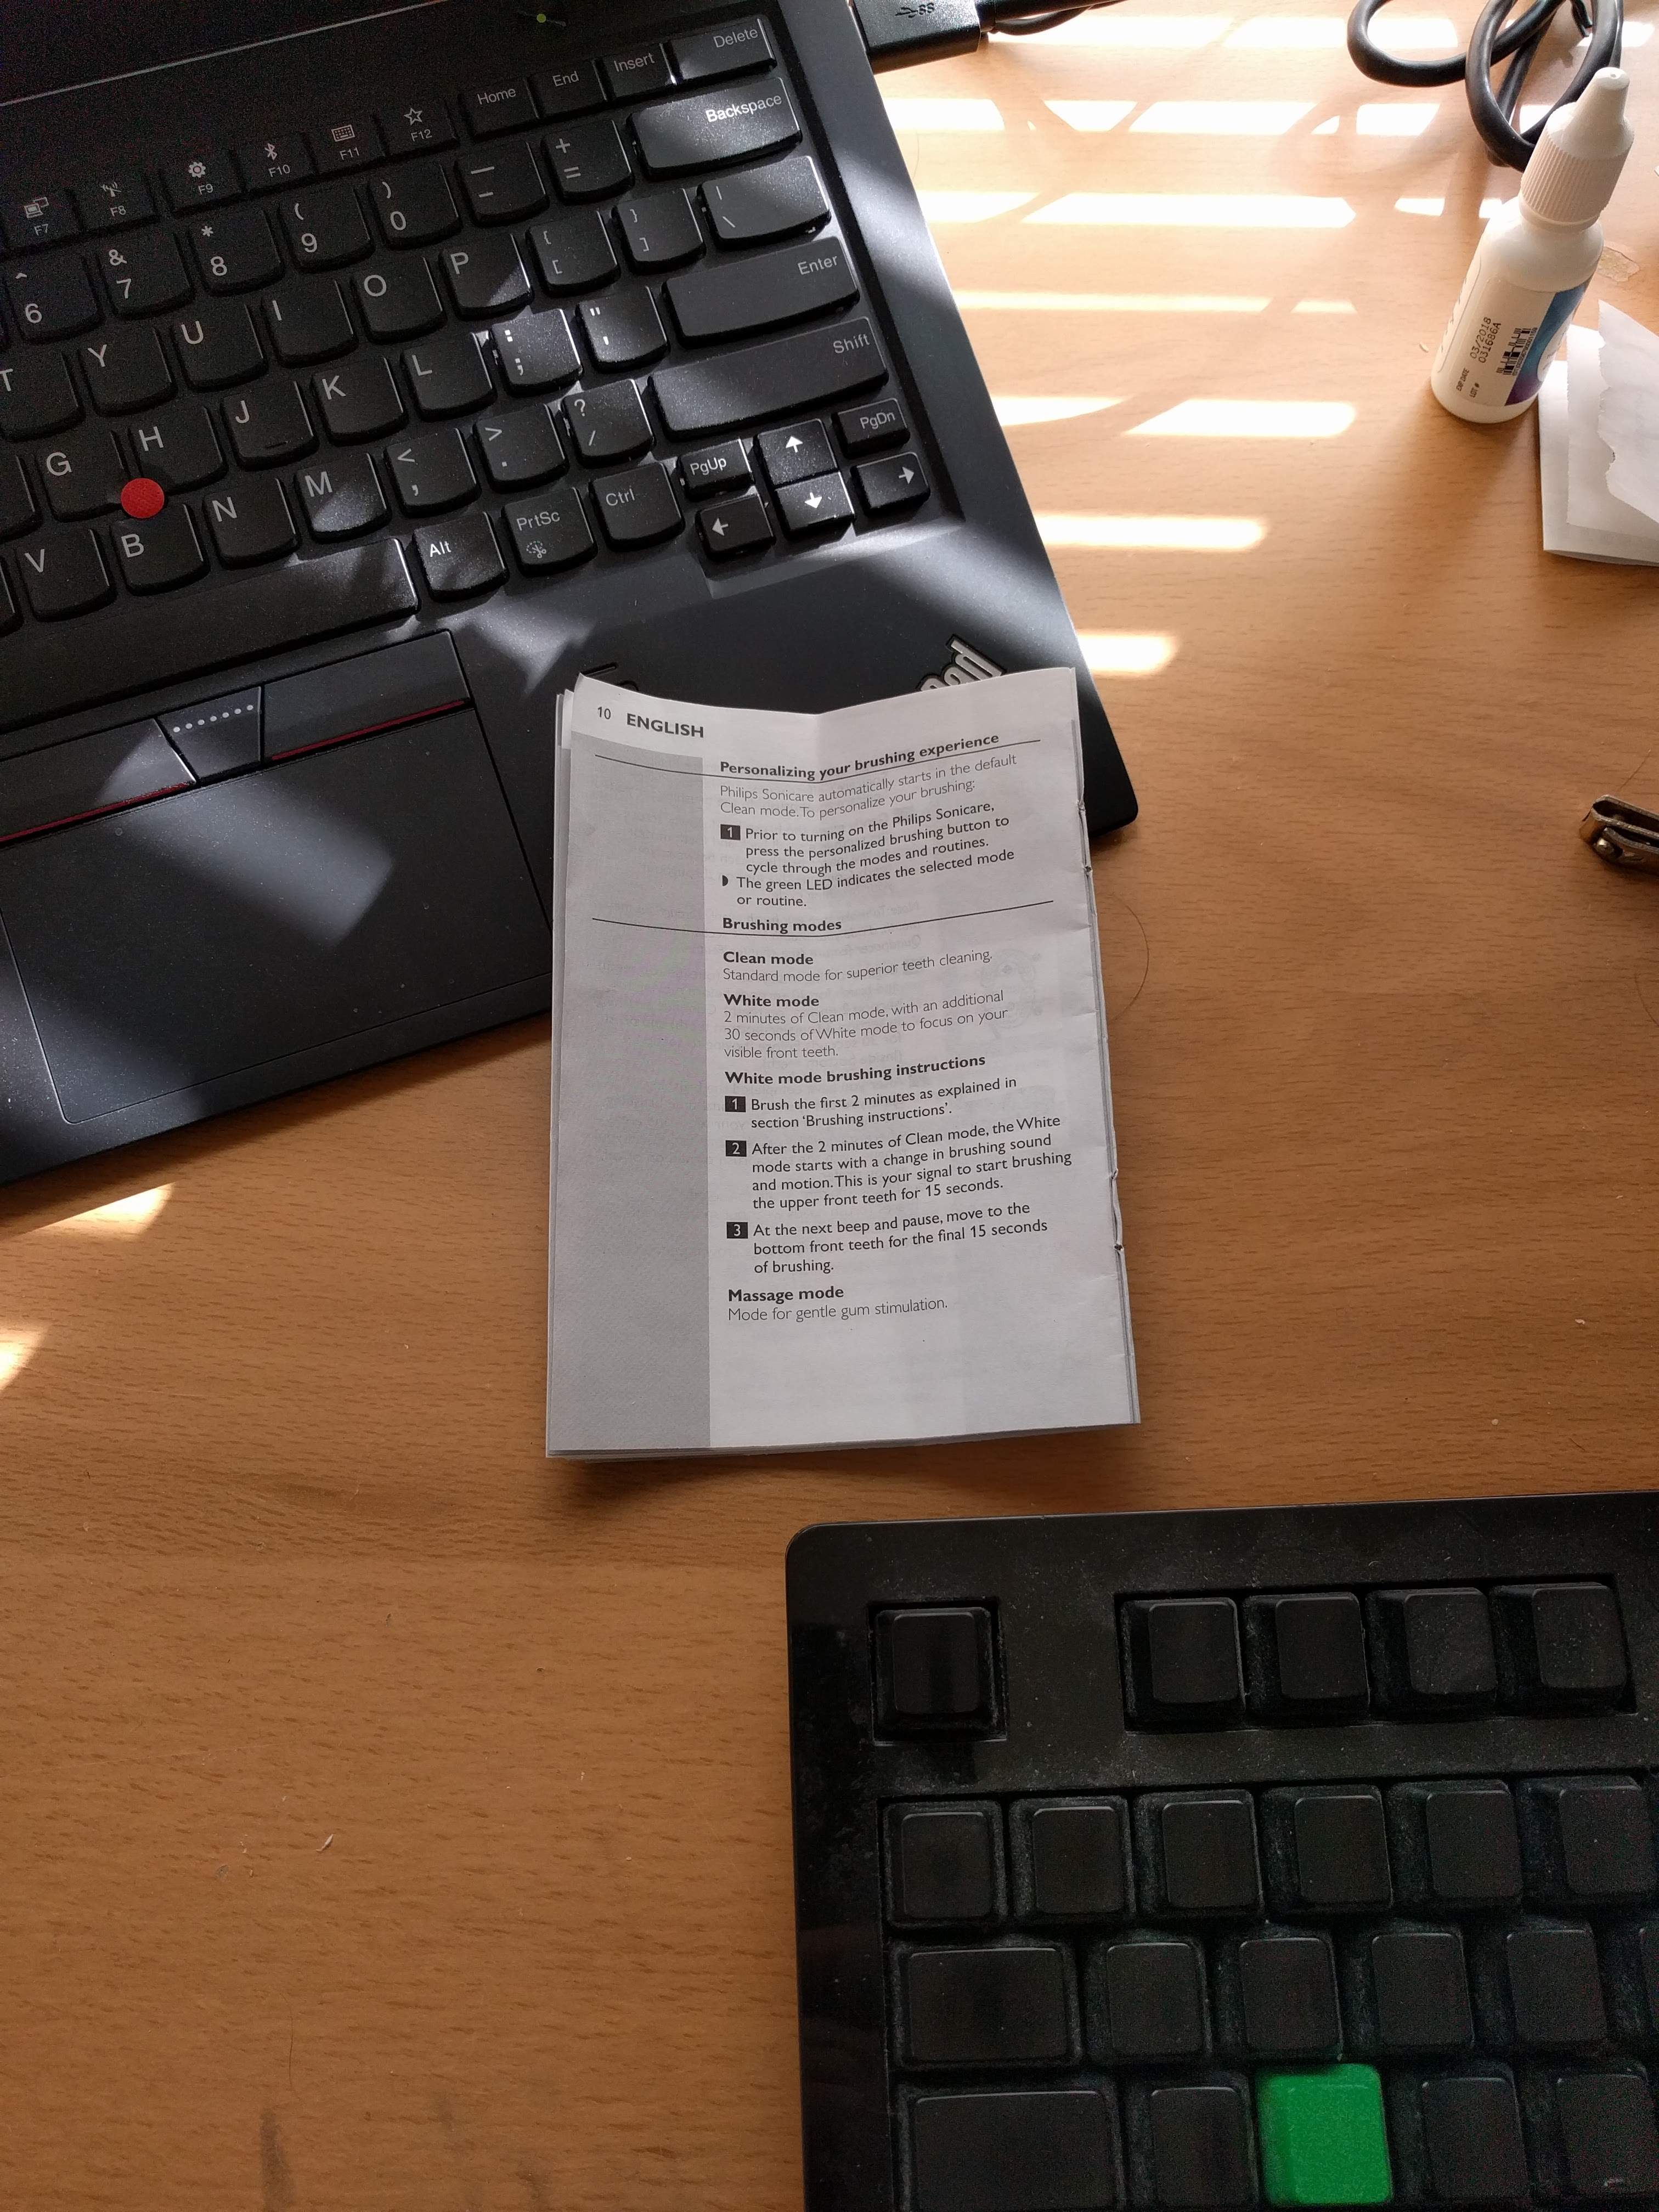 SS
Delete
Insert
End
Home
Backspace
F12
F11
F10
F9
F8
F7
+
=
—
-
)
0
(
9
*
8
&
7
^
6
|
\
}
]
{
[
P
O
I
U
Y
T
Enter
"
'
:
;
L
K
J
H
G
Shift
?
/
>
.
<
,
M
N
B
V
PgDn
PgUp
Ctrl
PrtSc
Alt
EXP DATE 03/2018
LOT # 031686A
10 ENGLISH
Personalizing your brushing experience
Philips Sonicare automatically starts in the default
Clean mode. To personalize your brushing:
1 Prior to turning on the Philips Sonicare,
press the personalized brushing button to
cycle through the modes and routines.
The green LED indicates the selected mode
or routine.
Brushing modes
Clean mode
Standard mode for superior teeth cleaning.
White mode
2 minutes of Clean mode, with an additional
30 seconds of White mode to focus on your
visible front teeth.
White mode brushing instructions
1 Brush the first 2 minutes as explained in
section ‘Brushing instructions’.
2 After the 2 minutes of Clean mode, the White
mode starts with a change in brushing sound
and motion. This is your signal to start brushing
the upper front teeth for 15 seconds.
3 At the next beep and pause, move to the
bottom front teeth for the final 15 seconds
of brushing.
Massage mode
Mode for gentle gum stimulation.